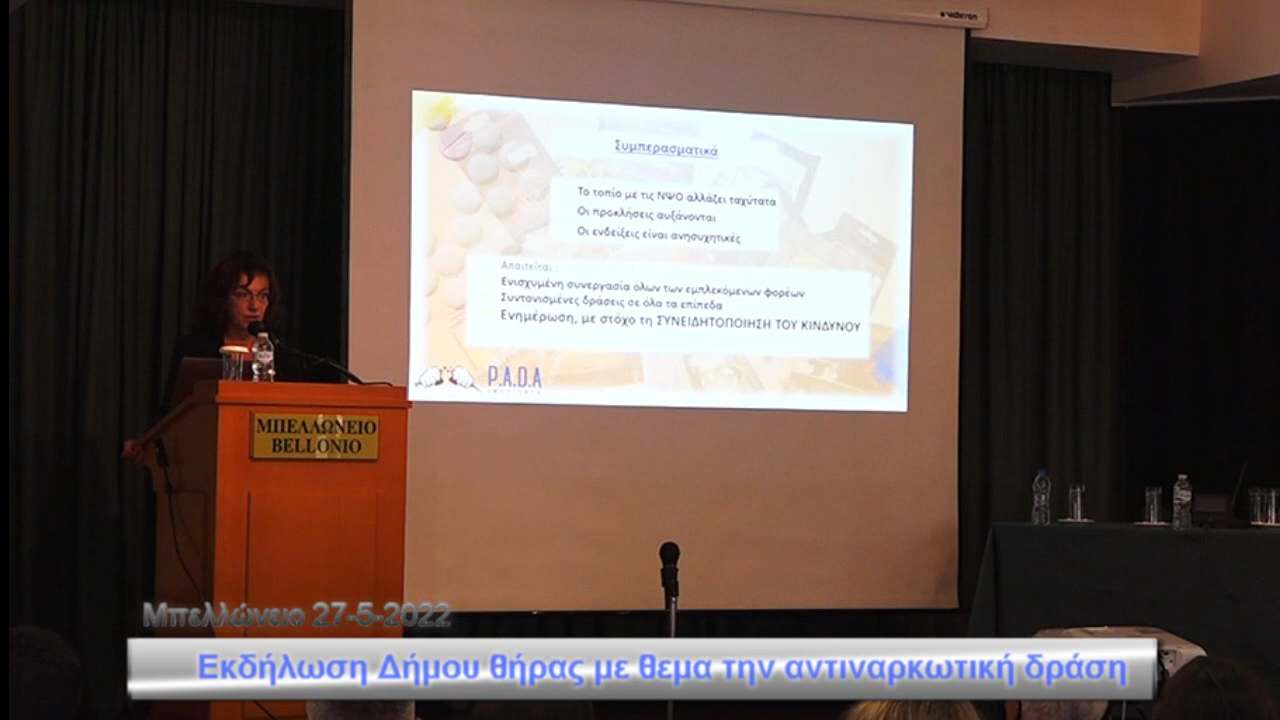 videron
Συμπερασματικά
Το τοπίο με τις ΝΨΟ αλλάζει ταχύτατα
Οι προκλήσεις αυξάνονται
Οι ενδείξεις είναι ανησυχητικές
Απαιτείται :
Ενισχυμένη συνεργασία όλων των εμπλεκόμενων φορέων
Συντονισμένες δράσεις σε όλα τα επίπεδα
Ενημέρωση, με στόχο τη ΣΥΝΕΙΔΗΤΟΠΟΙΗΣΗ ΤΟΥ ΚΙΝΔΥΝΟΥ
P.A.D.A
ΜΠΕΛΛΩΝΕΙΟ
BELLONIO
Μπελλώνειο 27-5-2022
Εκδήλωση Δήμου θήρας με θεμα την αντιναρκωτική δράση